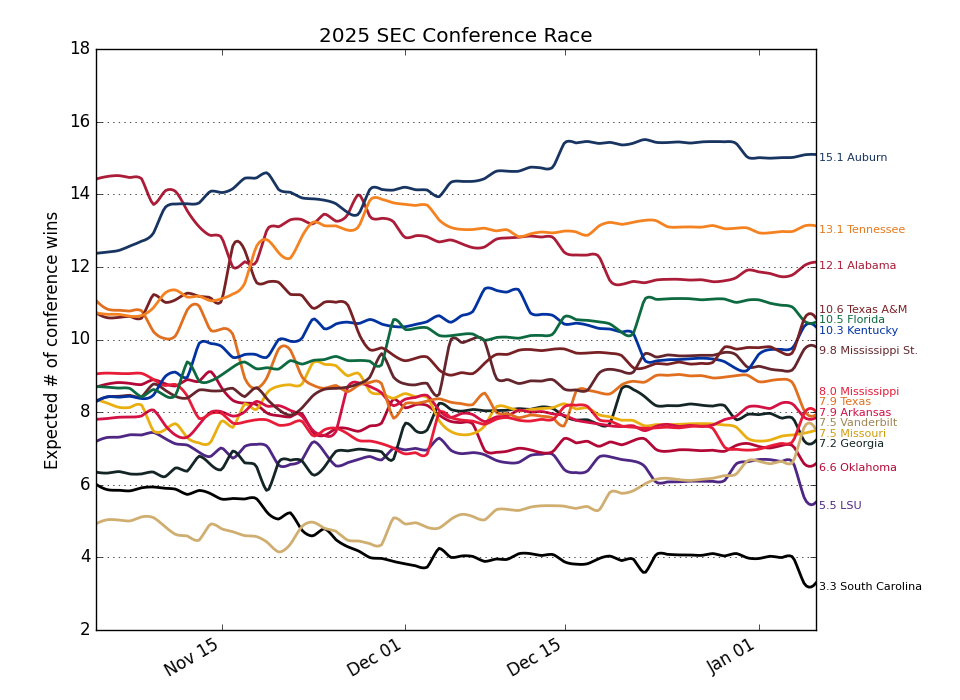 2025 SEC Conference Race
Expected # of conference wins
18
16
14
12
10
8
6
4
2
Nov 15
Dec 01
Dec 15
Jan 01
15.1 Auburn
13.1 Tennessee
12.1 Alabama
10.6 Texas A&M
10.5 Florida
10.3 Kentucky
9.8 Mississippi St.
8.0 Mississippi
7.9 Texas
7.9 Arkansas
7.5 Vanderbilt
7.5 Missouri
7.2 Georgia
6.6 Oklahoma
5.5 LSU
3.3 South Carolina